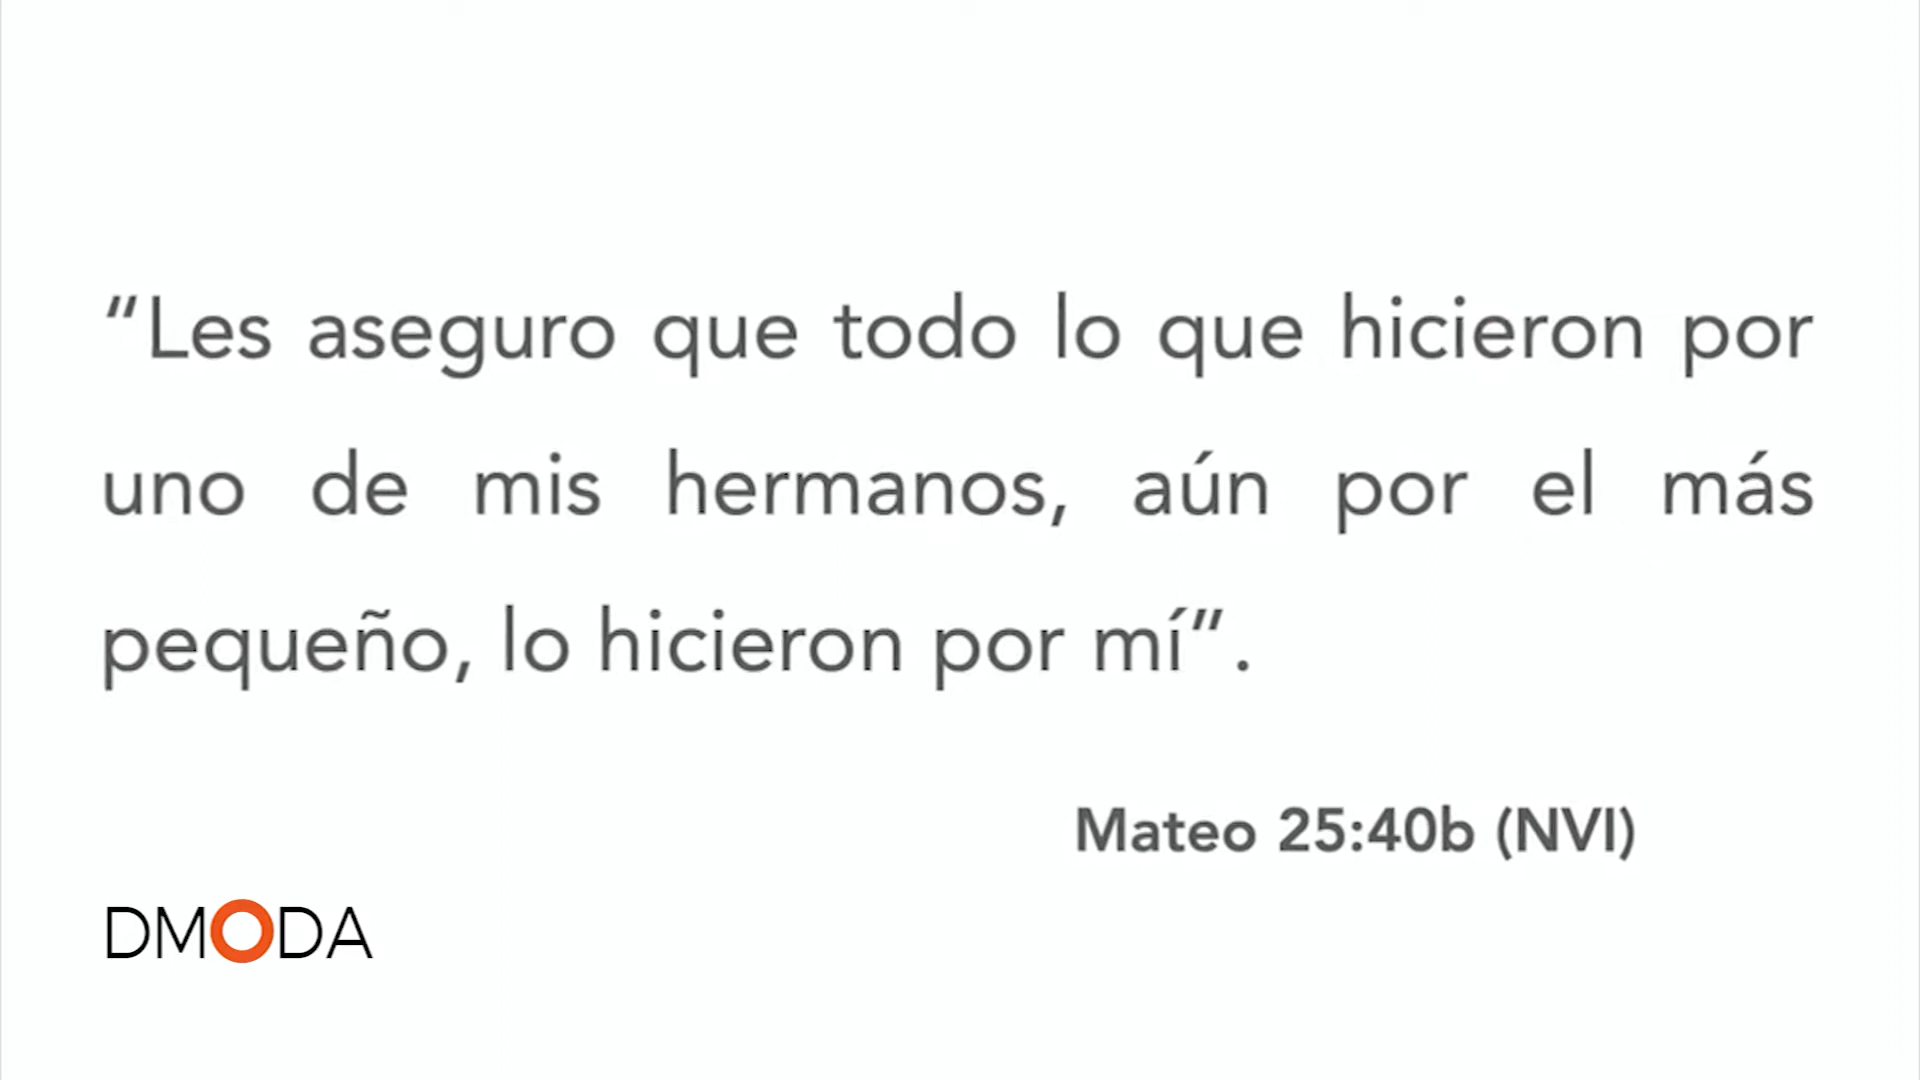 “Les aseguro que todo lo que hicieron por
uno de mis hermanos, aún por el más
pequeño, lo hicieron por mí”.
Mateo 25:40b (NVI)
DMODA